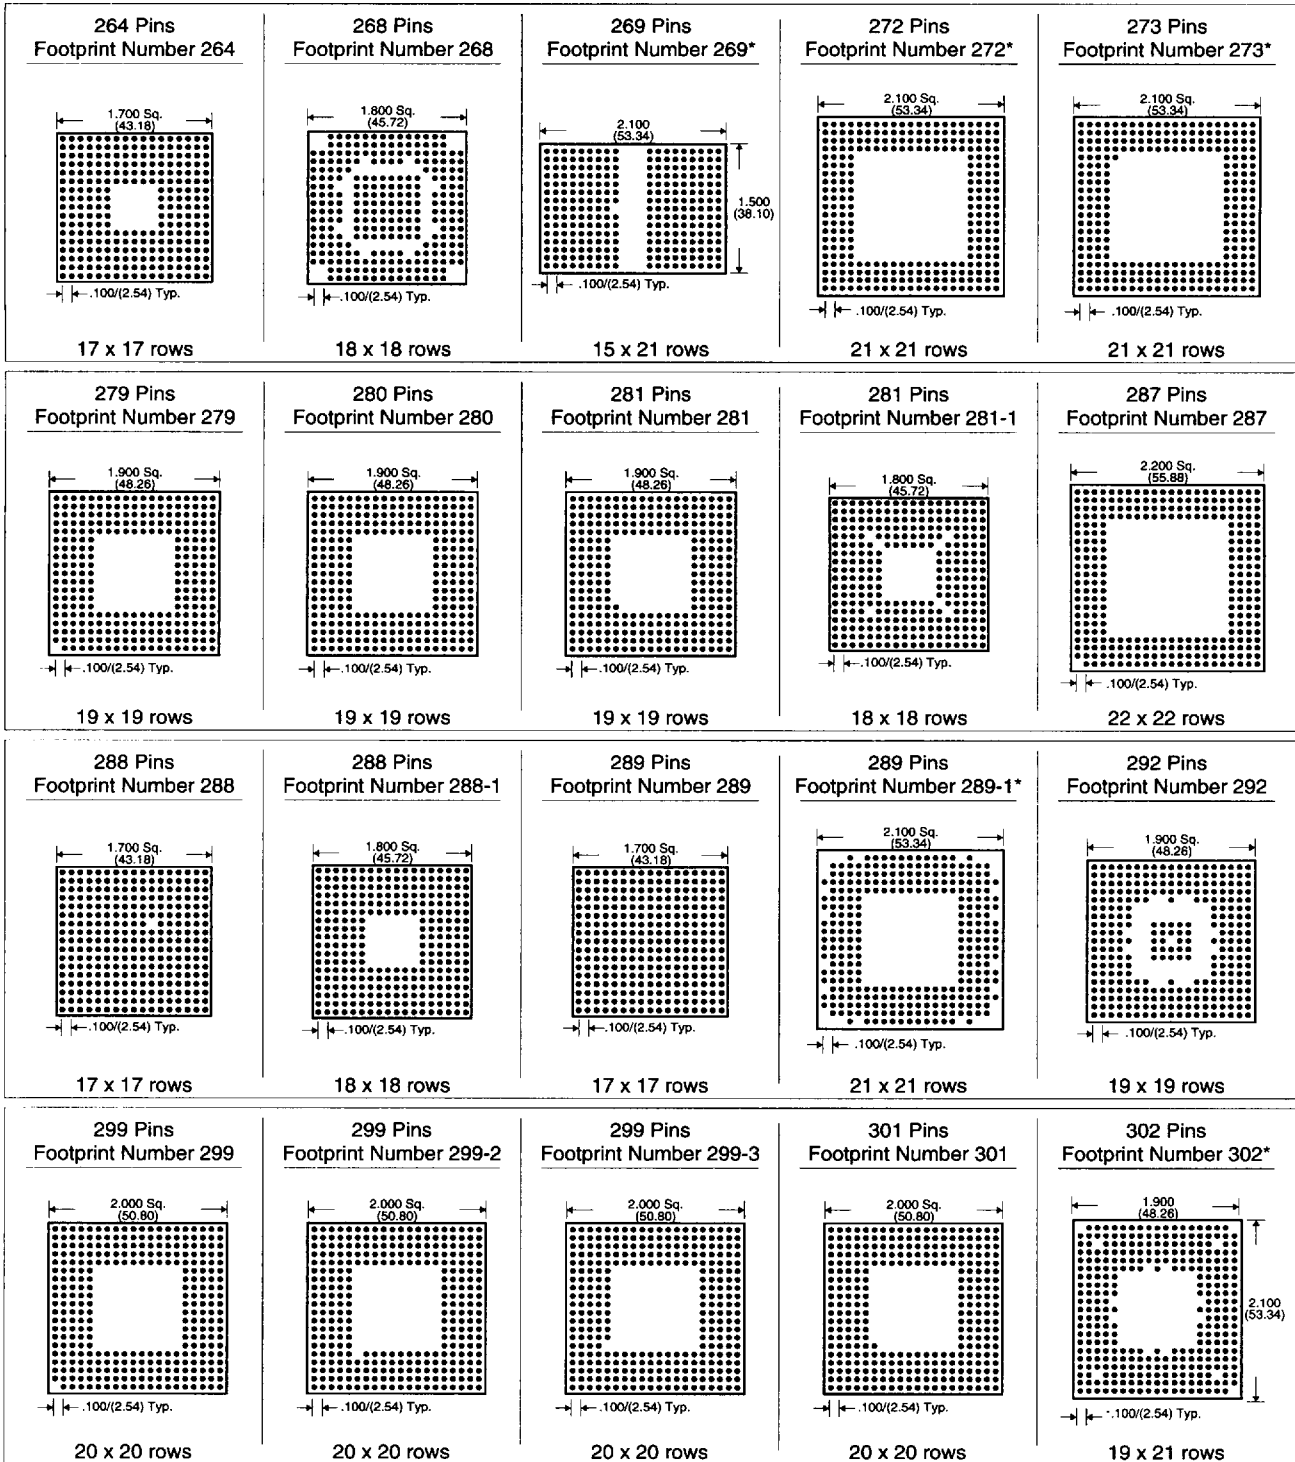 264 Pins
Footprint Number 264
1.700 Sq.
(43.18)
.100/(2.54) Typ.
17 x 17 rows
268 Pins
Footprint Number 268
1.800 Sq.
(45.72)
.100/(2.54) Typ.
18 x 18 rows
269 Pins
Footprint Number 269*
2.100
(53.34)
1.500
(38.10)
.100/(2.54) Typ.
15 x 21 rows
272 Pins
Footprint Number 272*
2.100 Sq.
(53.34)
.100/(2.54) Typ.
21 x 21 rows
273 Pins
Footprint Number 273*
2.100 Sq.
(53.34)
.100/(2.54) Typ.
21 x 21 rows
279 Pins
Footprint Number 279
1.900 Sq.
(48.26)
.100/(2.54) Typ.
19 x 19 rows
280 Pins
Footprint Number 280
1.900 Sq.
(48.26)
.100/(2.54) Typ.
19 x 19 rows
281 Pins
Footprint Number 281
1.900 Sq.
(48.26)
.100/(2.54) Typ.
19 x 19 rows
281 Pins
Footprint Number 281-1
1.800 Sq.
(45.72)
.100/(2.54) Typ.
18 x 18 rows
287 Pins
Footprint Number 287
2.200 Sq.
(55.88)
.100/(2.54) Typ.
22 x 22 rows
288 Pins
Footprint Number 288
1.700 Sq.
(43.18)
.100/(2.54) Typ.
17 x 17 rows
288 Pins
Footprint Number 288-1
1.800 Sq.
(45.72)
.100/(2.54) Typ.
18 x 18 rows
289 Pins
Footprint Number 289
1.700 Sq.
(43.18)
.100/(2.54) Typ.
17 x 17 rows
289 Pins
Footprint Number 289-1*
2.100 Sq.
(53.34)
.100/(2.54) Typ.
21 x 21 rows
292 Pins
Footprint Number 292
1.900 Sq.
(48.26)
.100/(2.54) Typ.
19 x 19 rows
299 Pins
Footprint Number 299
2.000 Sq.
(50.80)
.100/(2.54) Typ.
20 x 20 rows
299 Pins
Footprint Number 299-2
2.000 Sq.
(50.80)
.100/(2.54) Typ.
20 x 20 rows
299 Pins
Footprint Number 299-3
2.000 Sq.
(50.80)
.100/(2.54) Typ.
20 x 20 rows
301 Pins
Footprint Number 301
2.000 Sq.
(50.80)
.100/(2.54) Typ.
20 x 20 rows
302 Pins
Footprint Number 302*
1.900
(48.26)
2.100
(53.34)
.100/(2.54) Typ.
19 x 21 rows